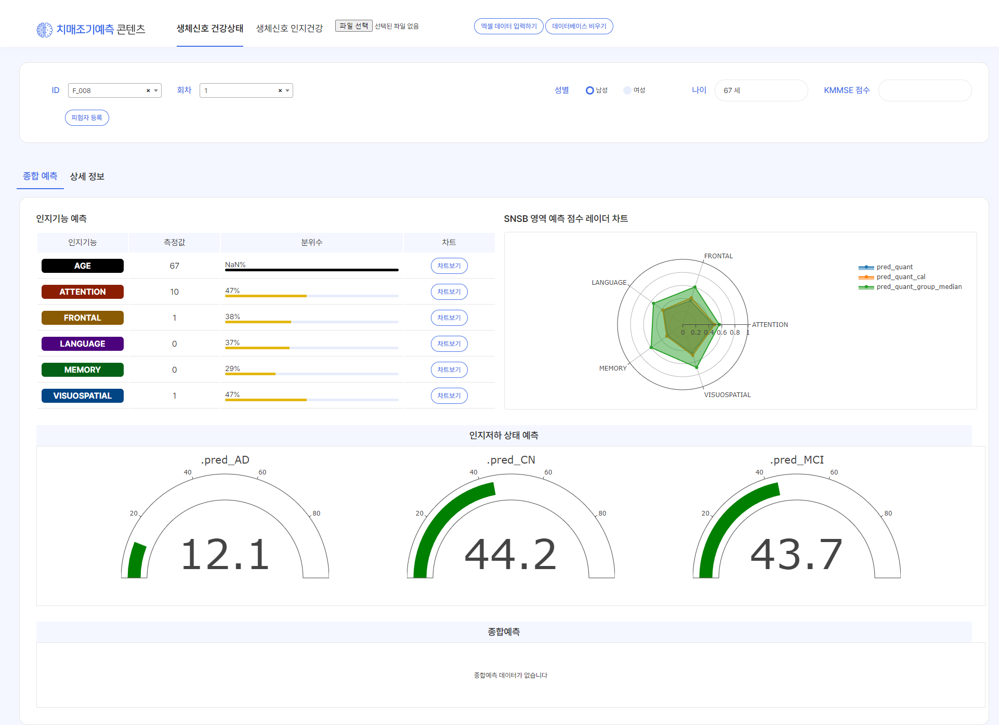 치매조기예측 콘텐츠
생체신호 건강상태
생체신호 인지건강
파일 선택 선택된 파일 없음
엑셀 데이터 입력하기
데이터베이스 비우기
ID F_008 × 회차 1 ×
성별 남성 여성 나이 67 세 KMMSE 점수
피험자 등록
종합 예측 상세 정보
인지기능 예측
인지기능 측정값 분위수 차트
AGE 67 NaN% 차트보기
ATTENTION 10 47% 차트보기
FRONTAL 1 38% 차트보기
LANGUAGE 0 37% 차트보기
MEMORY 0 29% 차트보기
VISUOSPATIAL 1 47% 차트보기
SNSB 영역 예측 점수 레이더 차트
FRONTAL
LANGUAGE
ATTENTION
0 0.2 0.4 0.6 0.8 1
MEMORY
VISUOSPATIAL
pred_quant
pred_quant_cal
pred_quant_group_median
인지저하 상태 예측
.pred_AD
40 60
20 80
12.1
.pred_CN
40 60
20 80
44.2
.pred_MCI
40 60
20 80
43.7
종합예측
종합예측 데이터가 없습니다